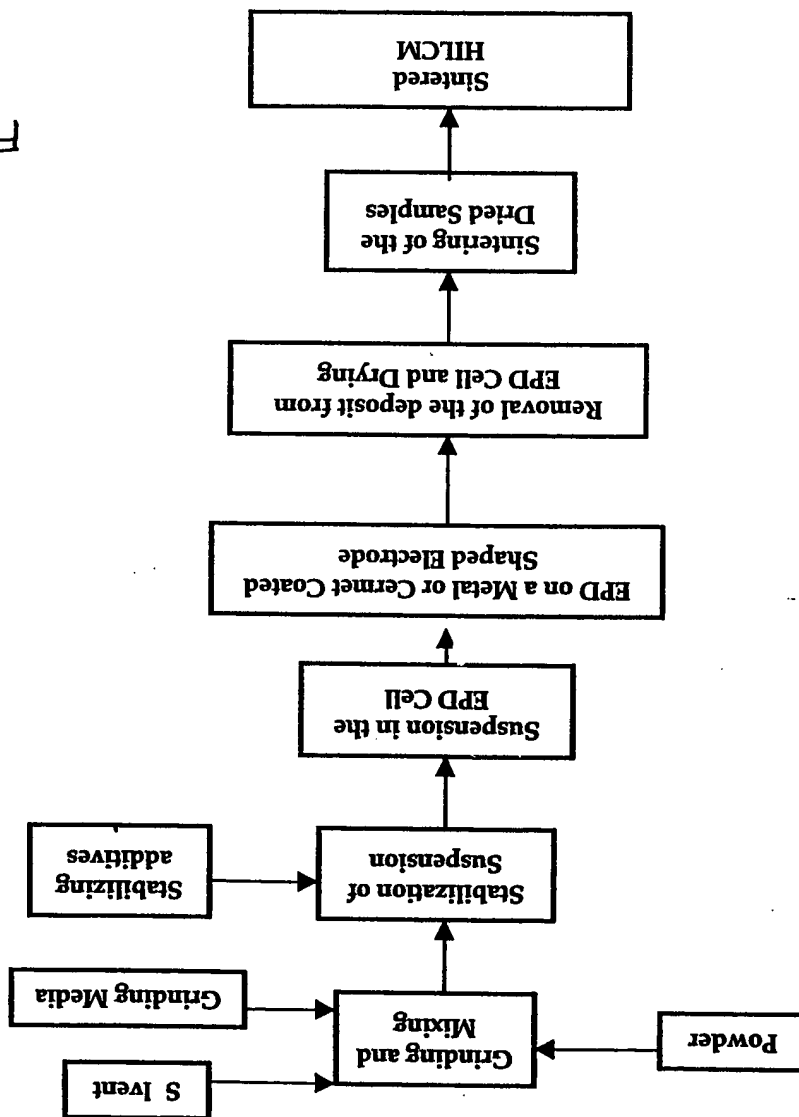 S lvent
Powder
Grinding and
Mixing
Grinding Media
Stabilization of
Suspension
Stabilizing
additives
Suspension in the
EPD Cell
EPD on a Metal or Cermet Coated
Shaped Electrode
Removal of the deposit from
EPD Cell and Drying
Sintering of the
Dried Samples
Sintered
HILCM